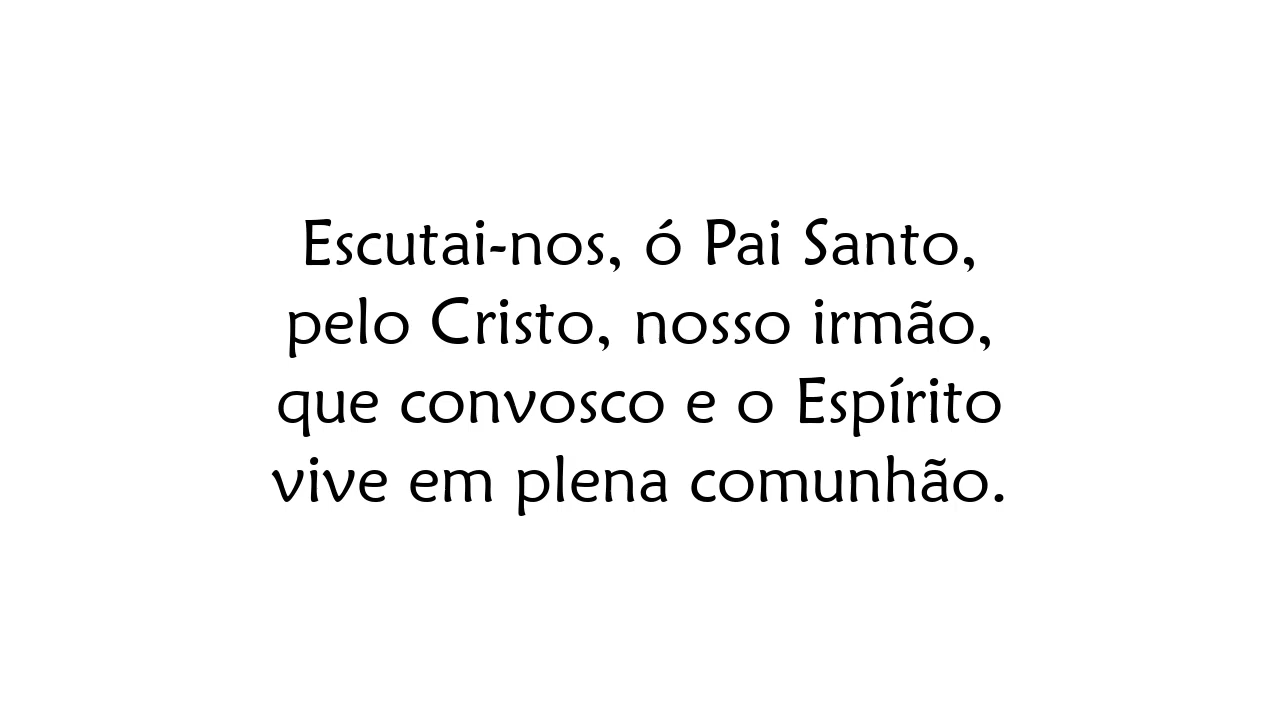 Escutai-nos, ó Pai Santo,
pelo Cristo, nosso irmão,
que convosco e o Espírito
vive em plena comunhão.